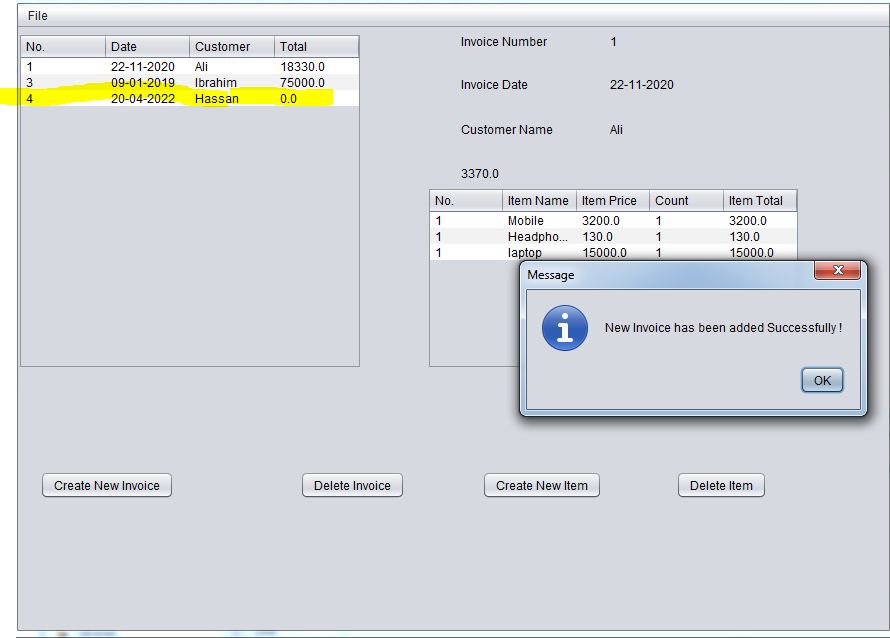 File
No. Date Customer Total
1 22-11-2020 Ali 18330.0
3 09-01-2019 Ibrahim 75000.0
4 20-04-2022 Hassan 0.0
Invoice Number 1
Invoice Date 22-11-2020
Customer Name Ali
3370.0
No. Item Name Item Price Count Item Total
1 Mobile 3200.0 1 3200.0
1 Headpho... 130.0 1 130.0
1 laptop 15000.0 1 15000.0
Message
New Invoice has been added Successfully !
OK
Create New Invoice Delete Invoice Create New Item Delete Item